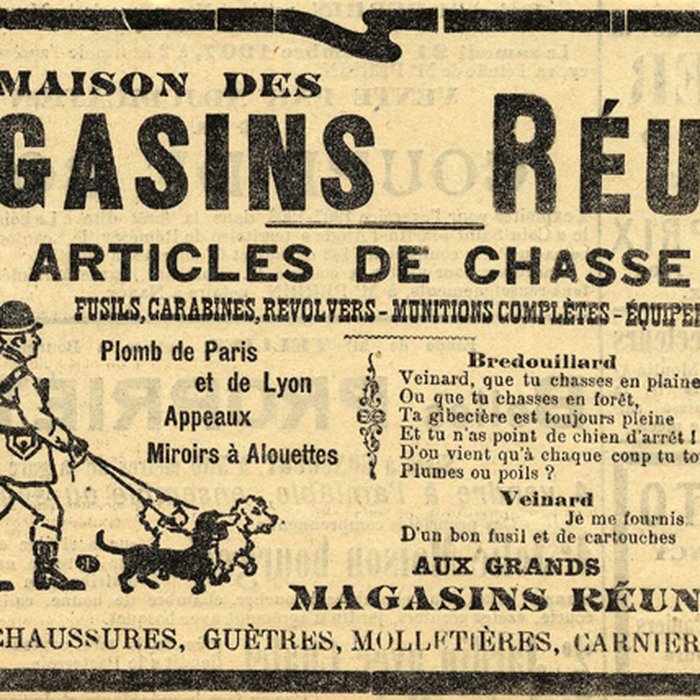 MAISON DES
GASINS RÉU
ARTICLES DE CHASSE
FUSILS, CARABINES, REVOLVERS - MUNITIONS COMPLÈTES - ÉQUIPE
Plomb de Paris
et de Lyon
Appeaux
Miroirs à Alouettes
Bredouillard
Veinard, que tu chasses en plaine
Ou que tu chasses en forêt,
Ta gibecière est toujours pleine
Et tu n'as point de chien d'arrêt !
D'ou vient qu'à chaque coup tu to
Plumes ou poils ?
Veinard
Je me fournis
D'un bon fusil et de cartouches
AUX GRANDS
MAGASINS RÉUN
CHAUSSURES, GUÈTRES, MOLLETIÈRES, CARNIER